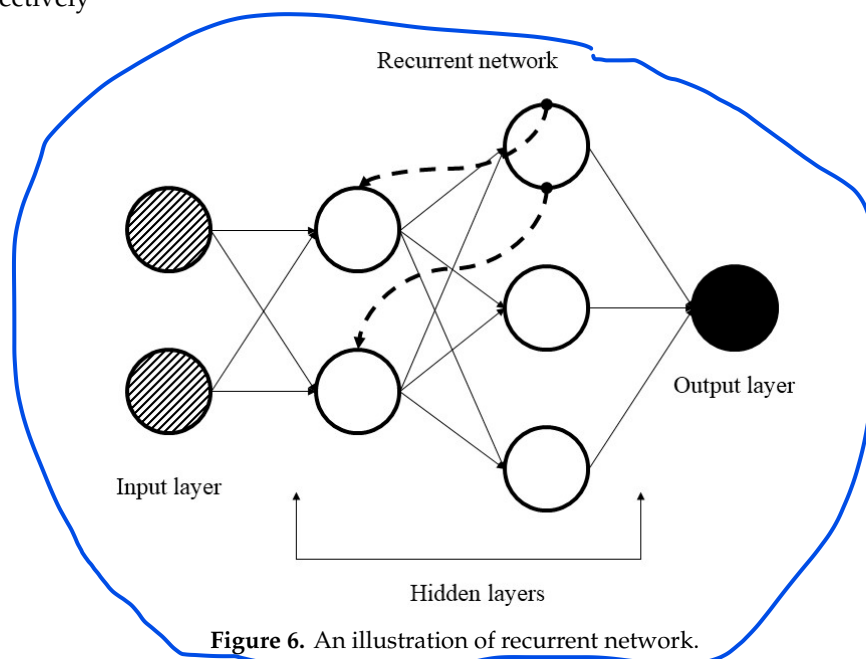 Recurrent network
Output layer
Input layer
Hidden layers
Figure 6. An illustration of recurrent network.